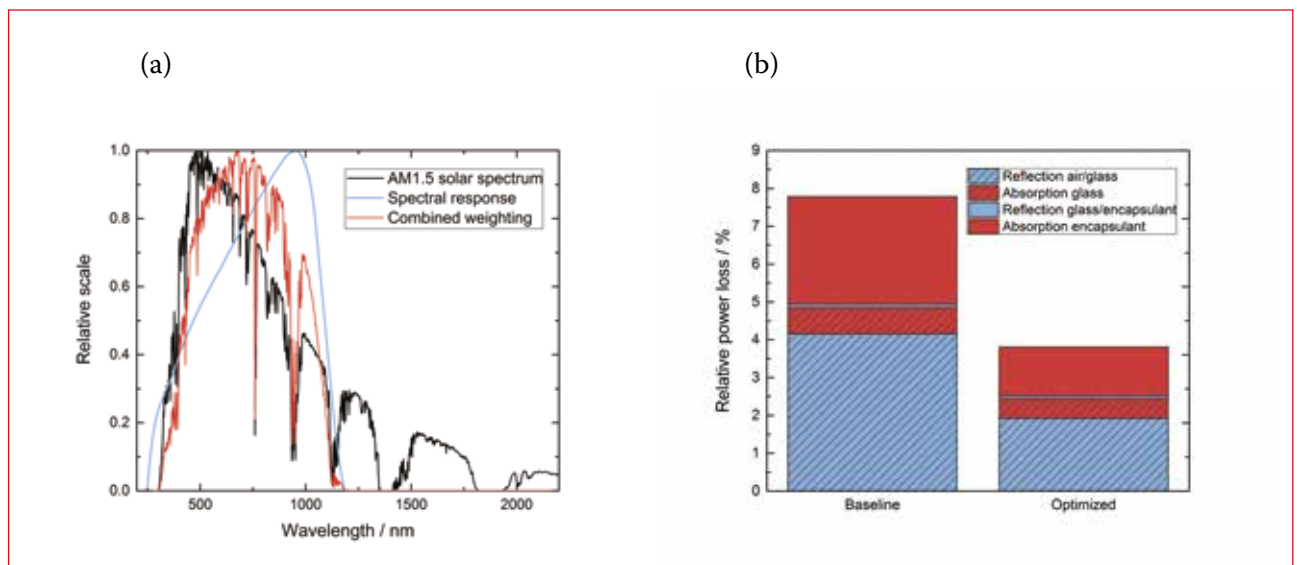 (a)
(b)
Relative scale
1.0
0.8
0.6
0.4
0.2
0.0
AM1.5 solar spectrum
Spectral response
Combined weighting
500
1000
1500
2000
Wavelength / nm
Relative power loss / %
9
8
7
6
5
4
3
2
1
0
Reflection air/glass
Absorption glass
Reflection glass/encapsulant
Absorption encapsulant
Baseline
Optimized